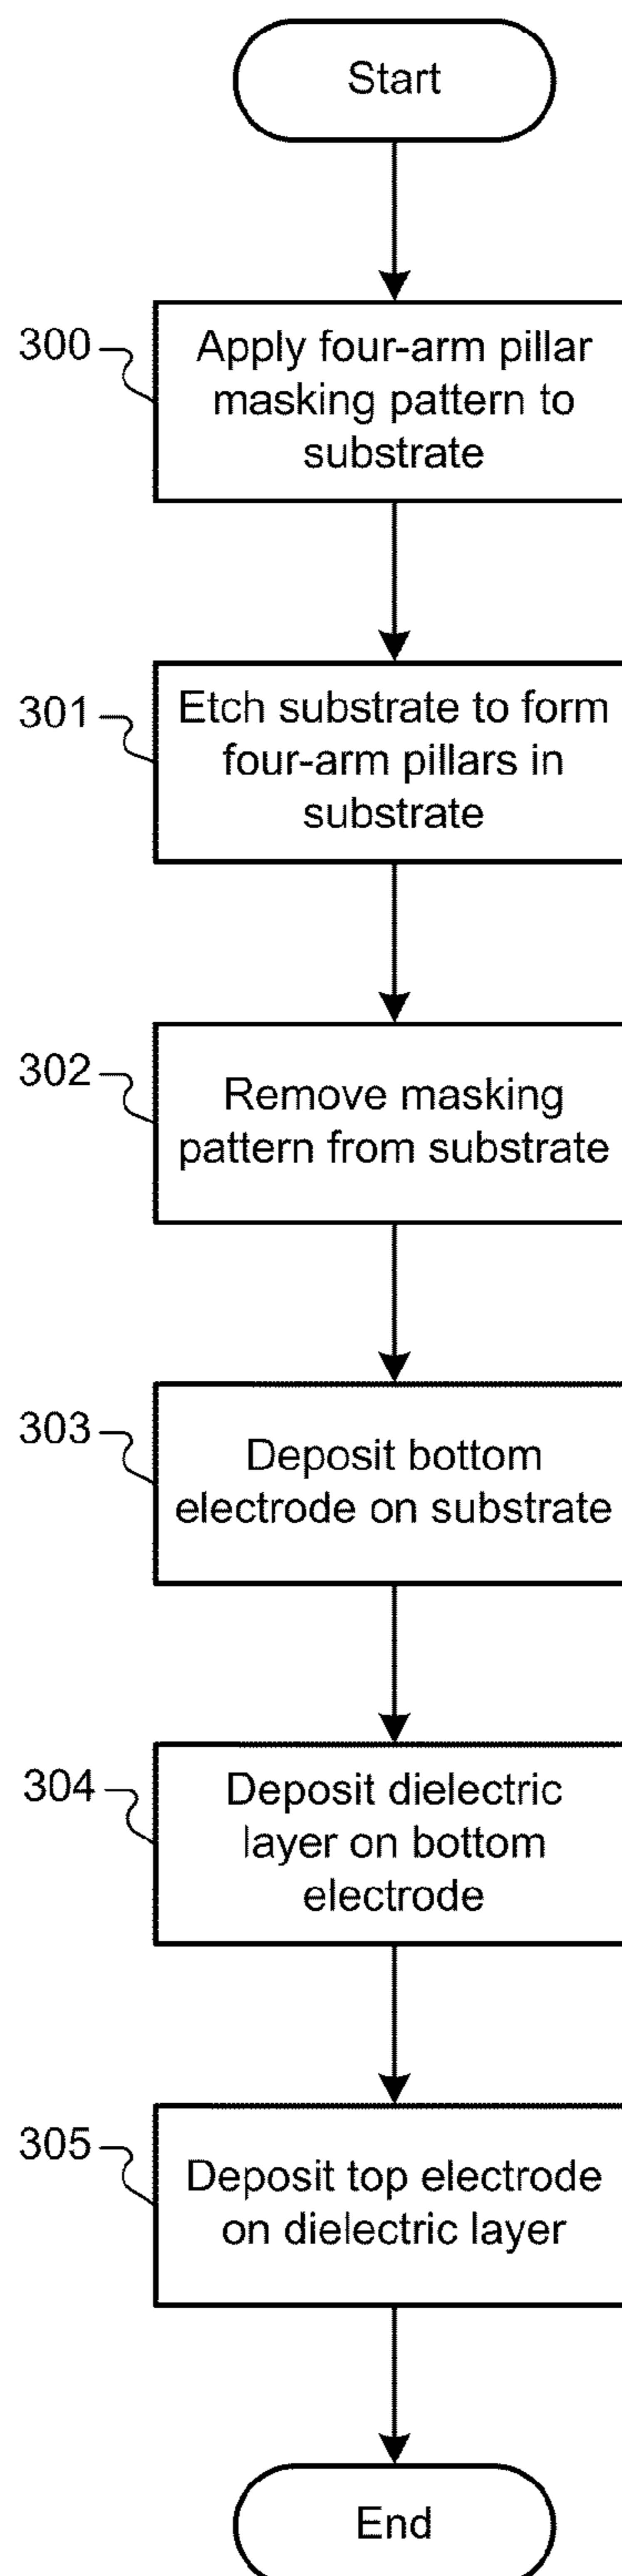 Start
300
Apply four-arm pillar
masking pattern to
substrate
301
Etch substrate to form
four-arm pillars in
substrate
302
Remove masking
pattern from substrate
303
Deposit bottom
electrode on substrate
304
Deposit dielectric
layer on bottom
electrode
305
Deposit top electrode
on dielectric layer
End